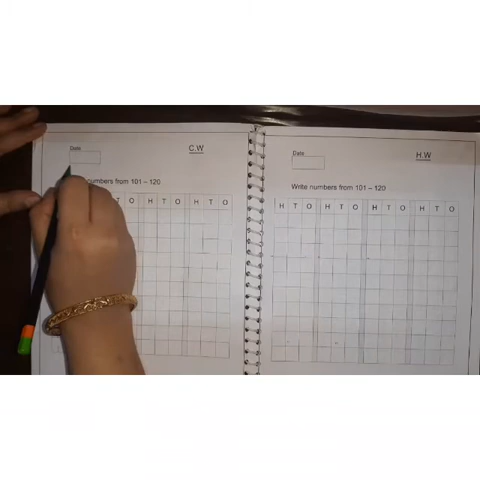 Date
C.W
numbers from 101 – 120
T O H T O H T O
Date
H.W
Write numbers from 101 – 120
H T O H T O H T O H T O